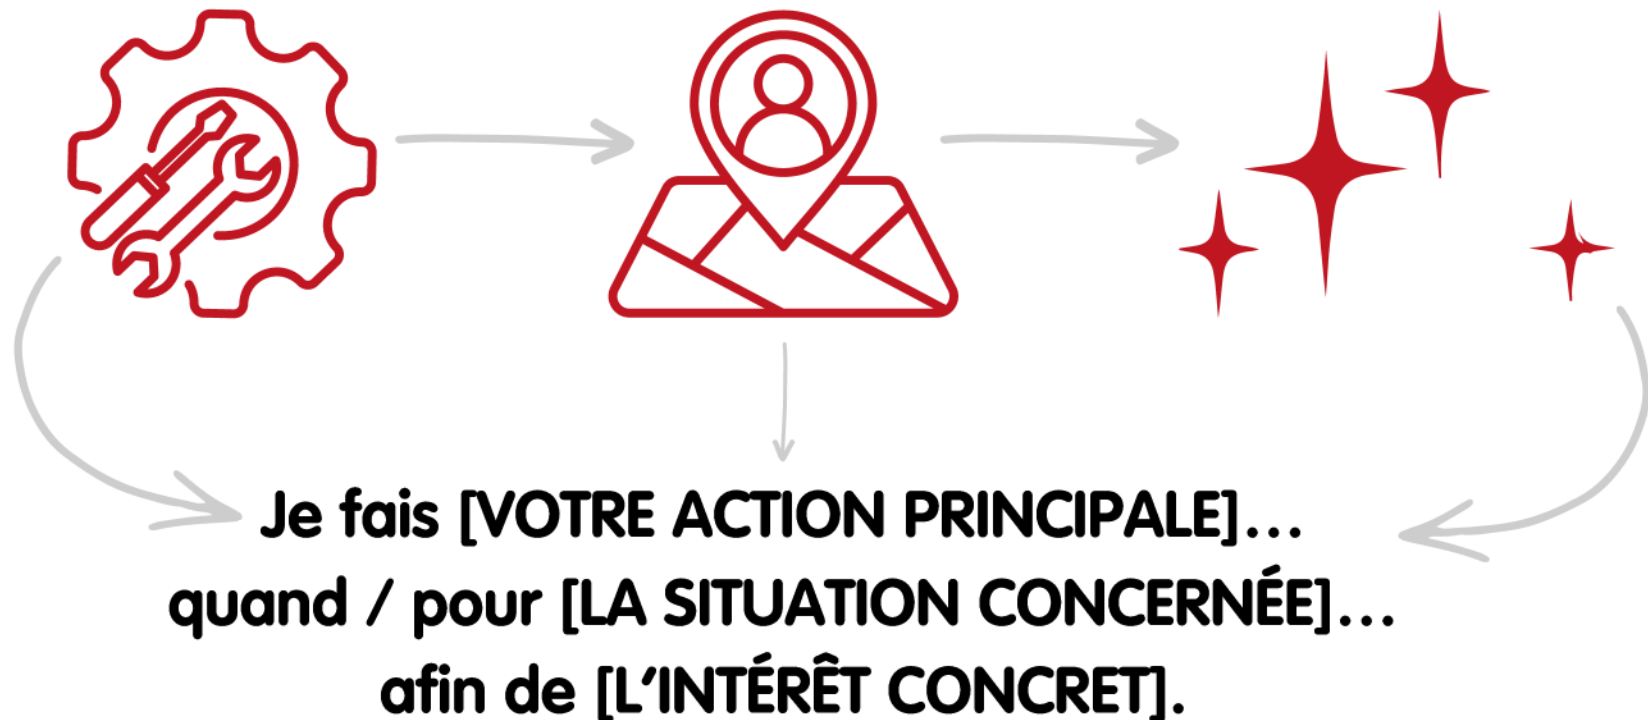 Je fais [VOTRE ACTION PRINCIPALE]...
quand / pour [LA SITUATION CONCERNÉE]...
afin de [L'INTÉRÊT CONCRET].